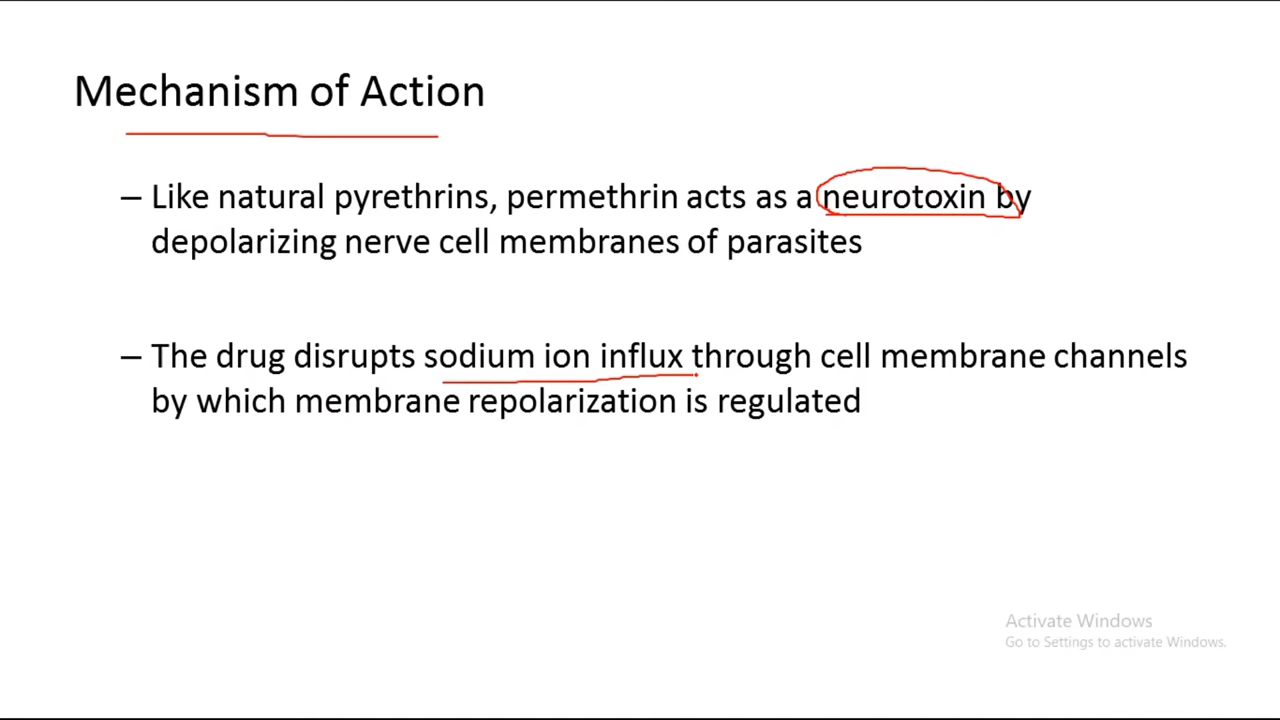 Mechanism of Action
– Like natural pyrethrins, permethrin acts as a neurotoxin by
depolarizing nerve cell membranes of parasites
– The drug disrupts sodium ion influx through cell membrane channels
by which membrane repolarization is regulated
Activate Windows
Go to Settings to activate Windows.